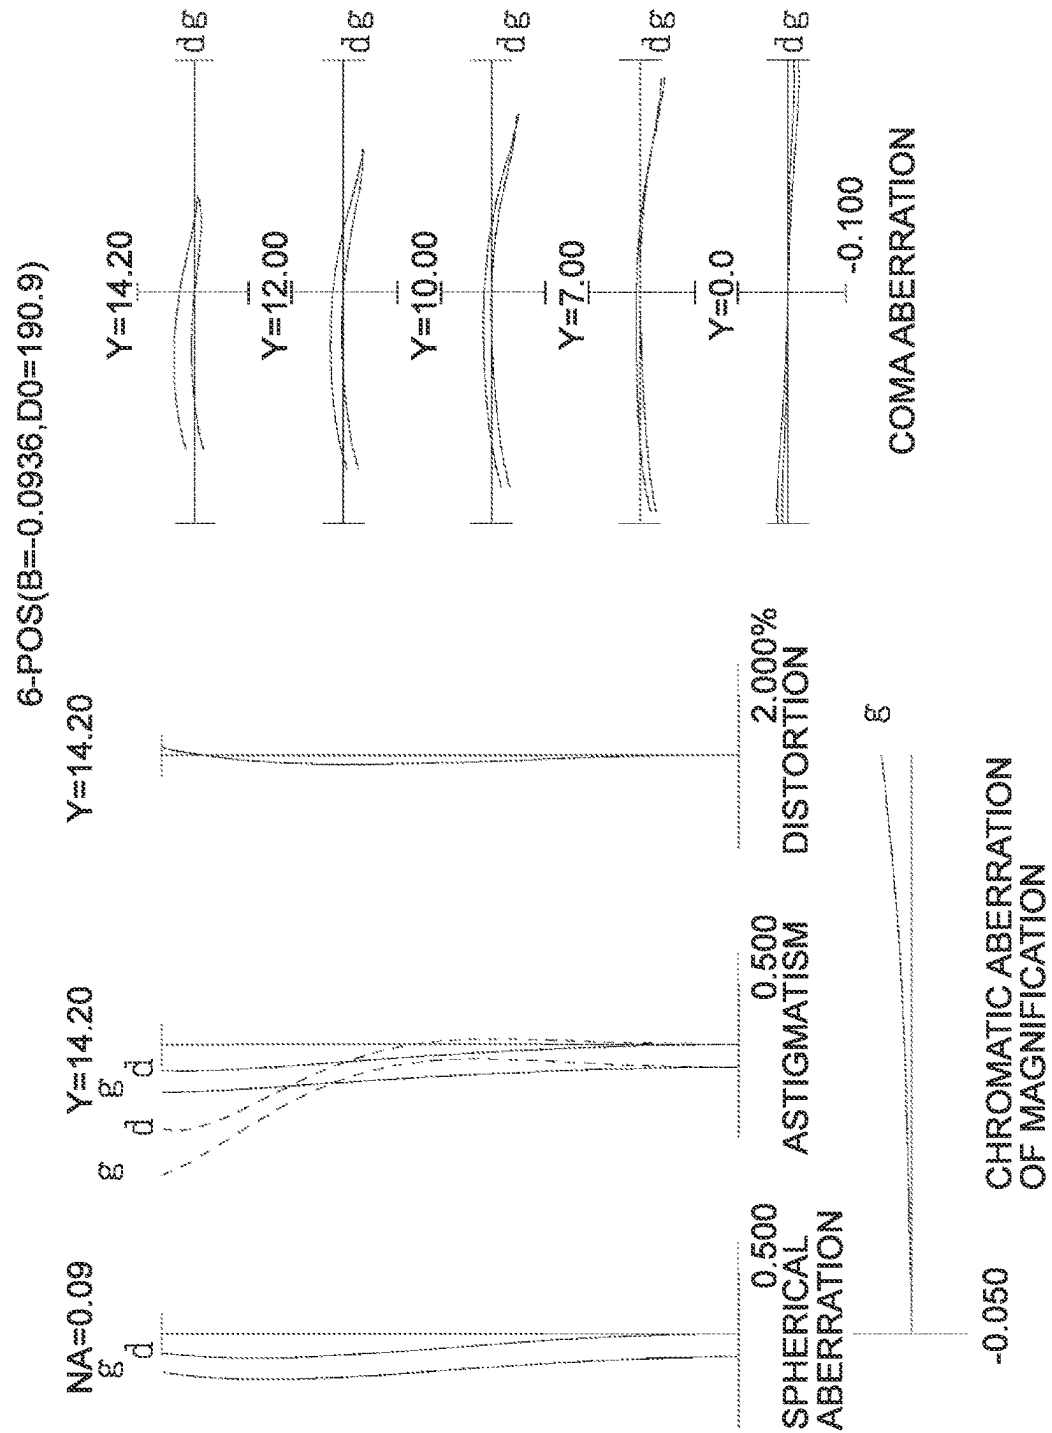 6-POS(B=-0.0936,D0=190.9)
NA=0.09
g
d
0.500
SPHERICAL
ABERRATION
Y=14.20
g
d
g
d
0.500
ASTIGMATISM
Y=14.20
2.000%
DISTORTION
Y=14.20
dg
Y=12.00
dg
Y=10.00
dg
Y=7.00
dg
Y=0.0
dg
-0.100
COMA ABERRATION
g
-0.050
CHROMATIC ABERRATION
OF MAGNIFICATION